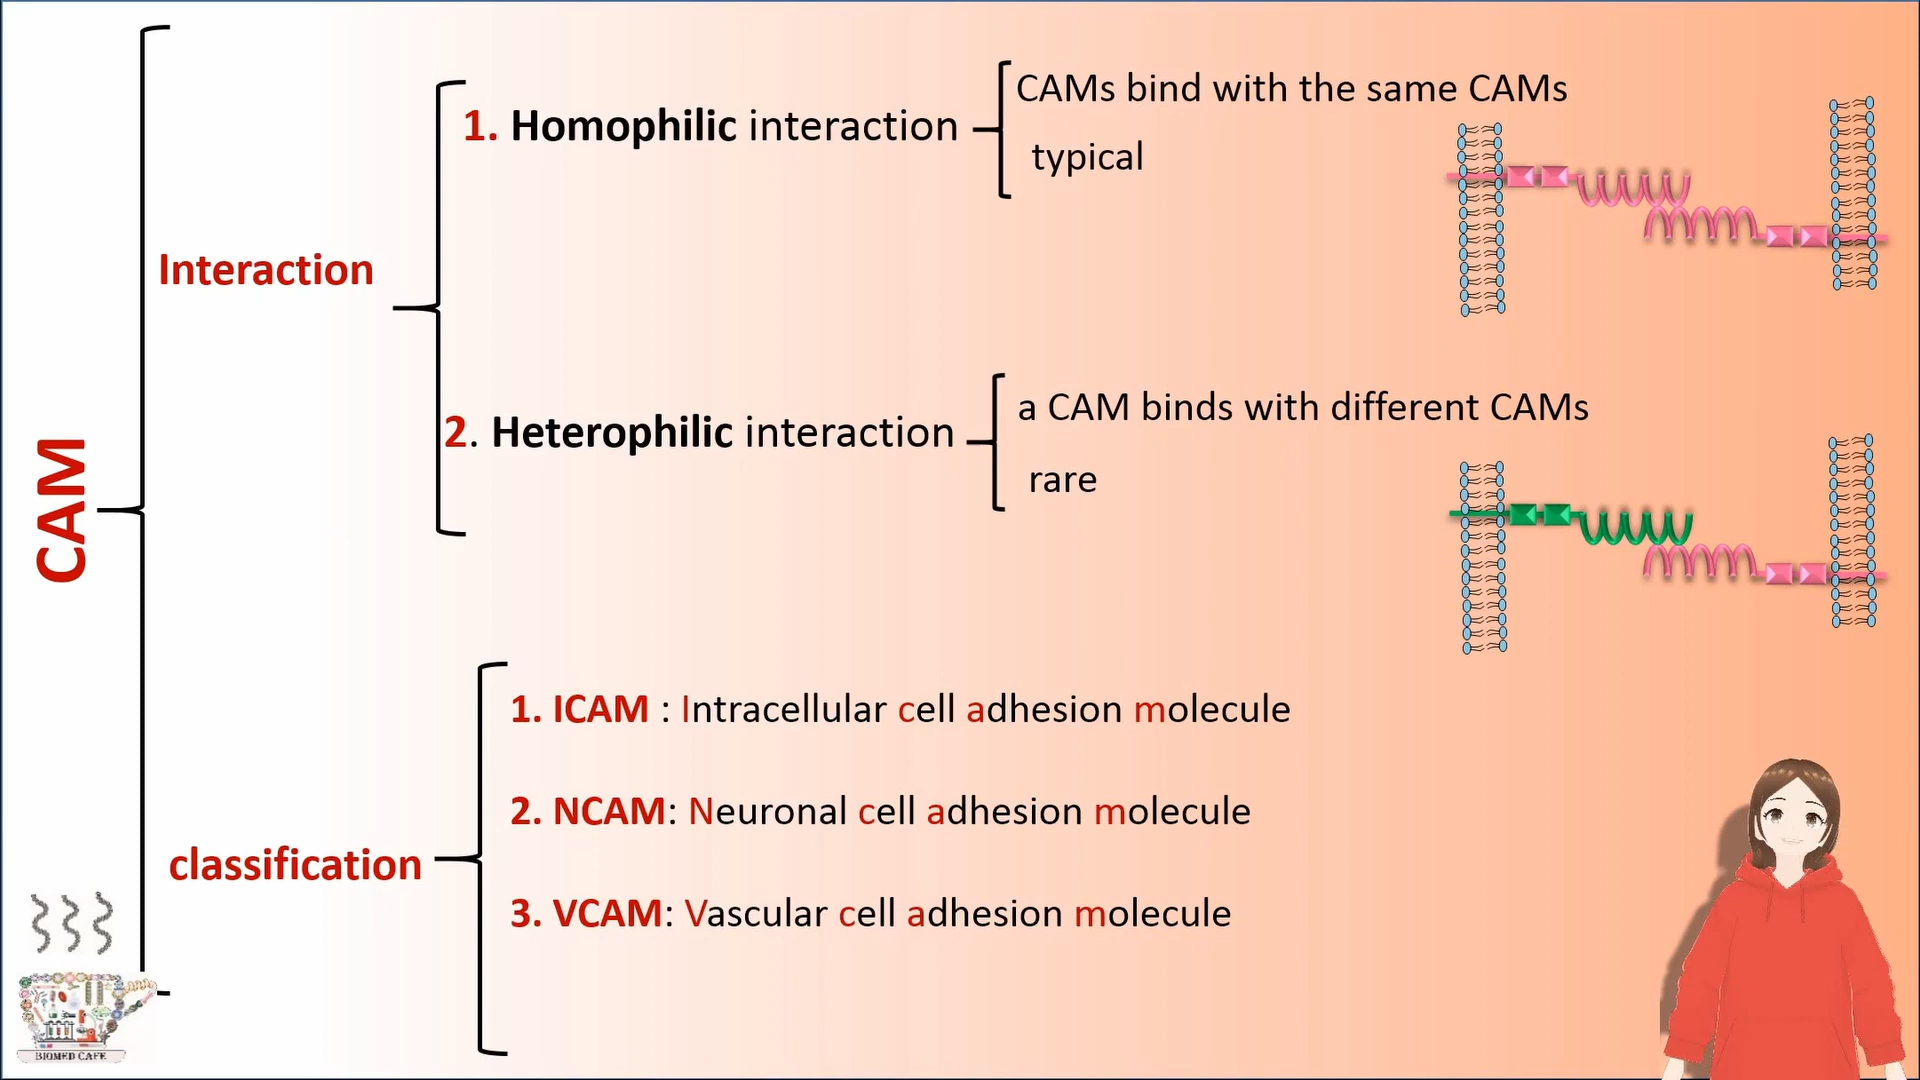 CAM
Interaction
1. Homophilic interaction
CAMs bind with the same CAMs
typical
2. Heterophilic interaction
a CAM binds with different CAMs
rare
classification
1. ICAM : Intracellular cell adhesion molecule
2. NCAM: Neuronal cell adhesion molecule
3. VCAM: Vascular cell adhesion molecule
BIOMED CAFE